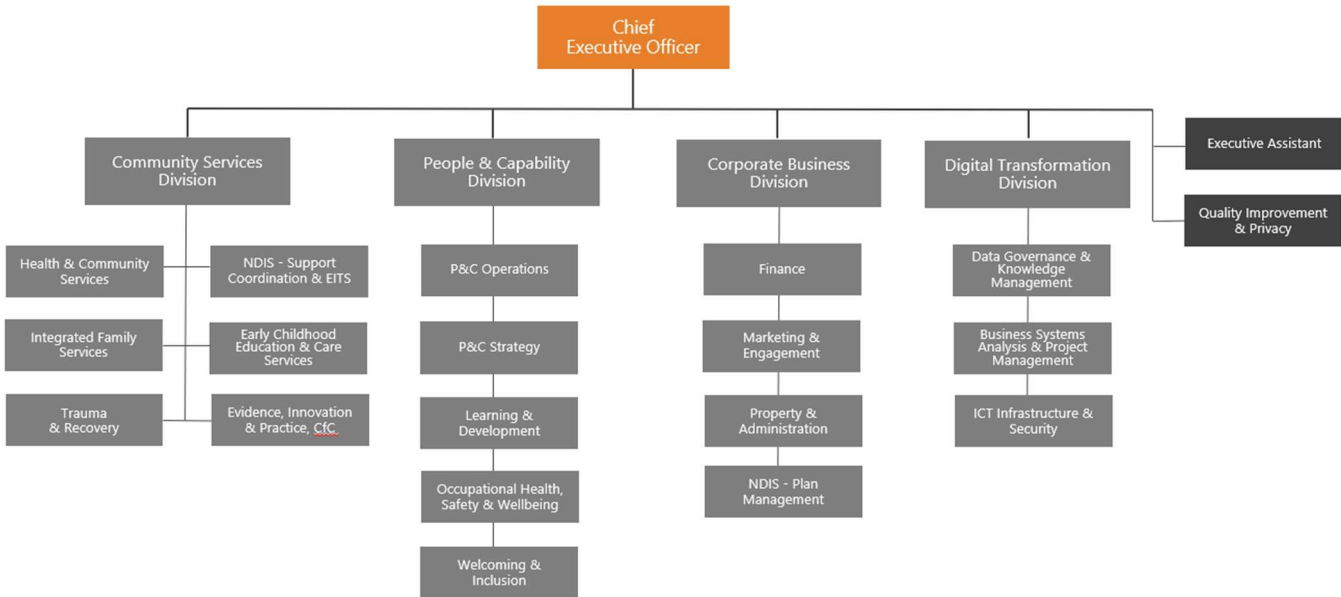 Chief
Executive Officer
Community Services
Division
People & Capability
Division
Corporate Business
Division
Digital Transformation
Division
Executive Assistant
Quality Improvement
& Privacy
Health & Community
Services
NDIS - Support
Coordination & EITS
Integrated Family
Services
Early Childhood
Education & Care
Services
Trauma
& Recovery
Evidence, Innovation
& Practice, CfC
P&C Operations
P&C Strategy
Learning &
Development
Occupational Health,
Safety & Wellbeing
Welcoming &
Inclusion
Finance
Marketing &
Engagement
Property &
Administration
NDIS - Plan
Management
Data Governance &
Knowledge
Management
Business Systems
Analysis & Project
Management
ICT Infrastructure &
Security